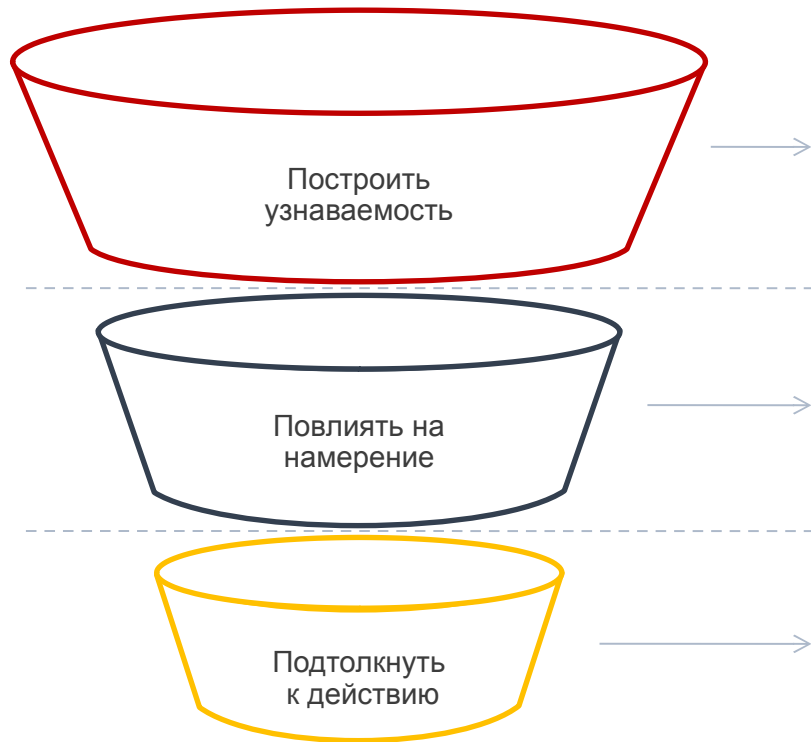 Построить
узнаваемость
Повлиять на
намерение
Подтолкнуть
к действию